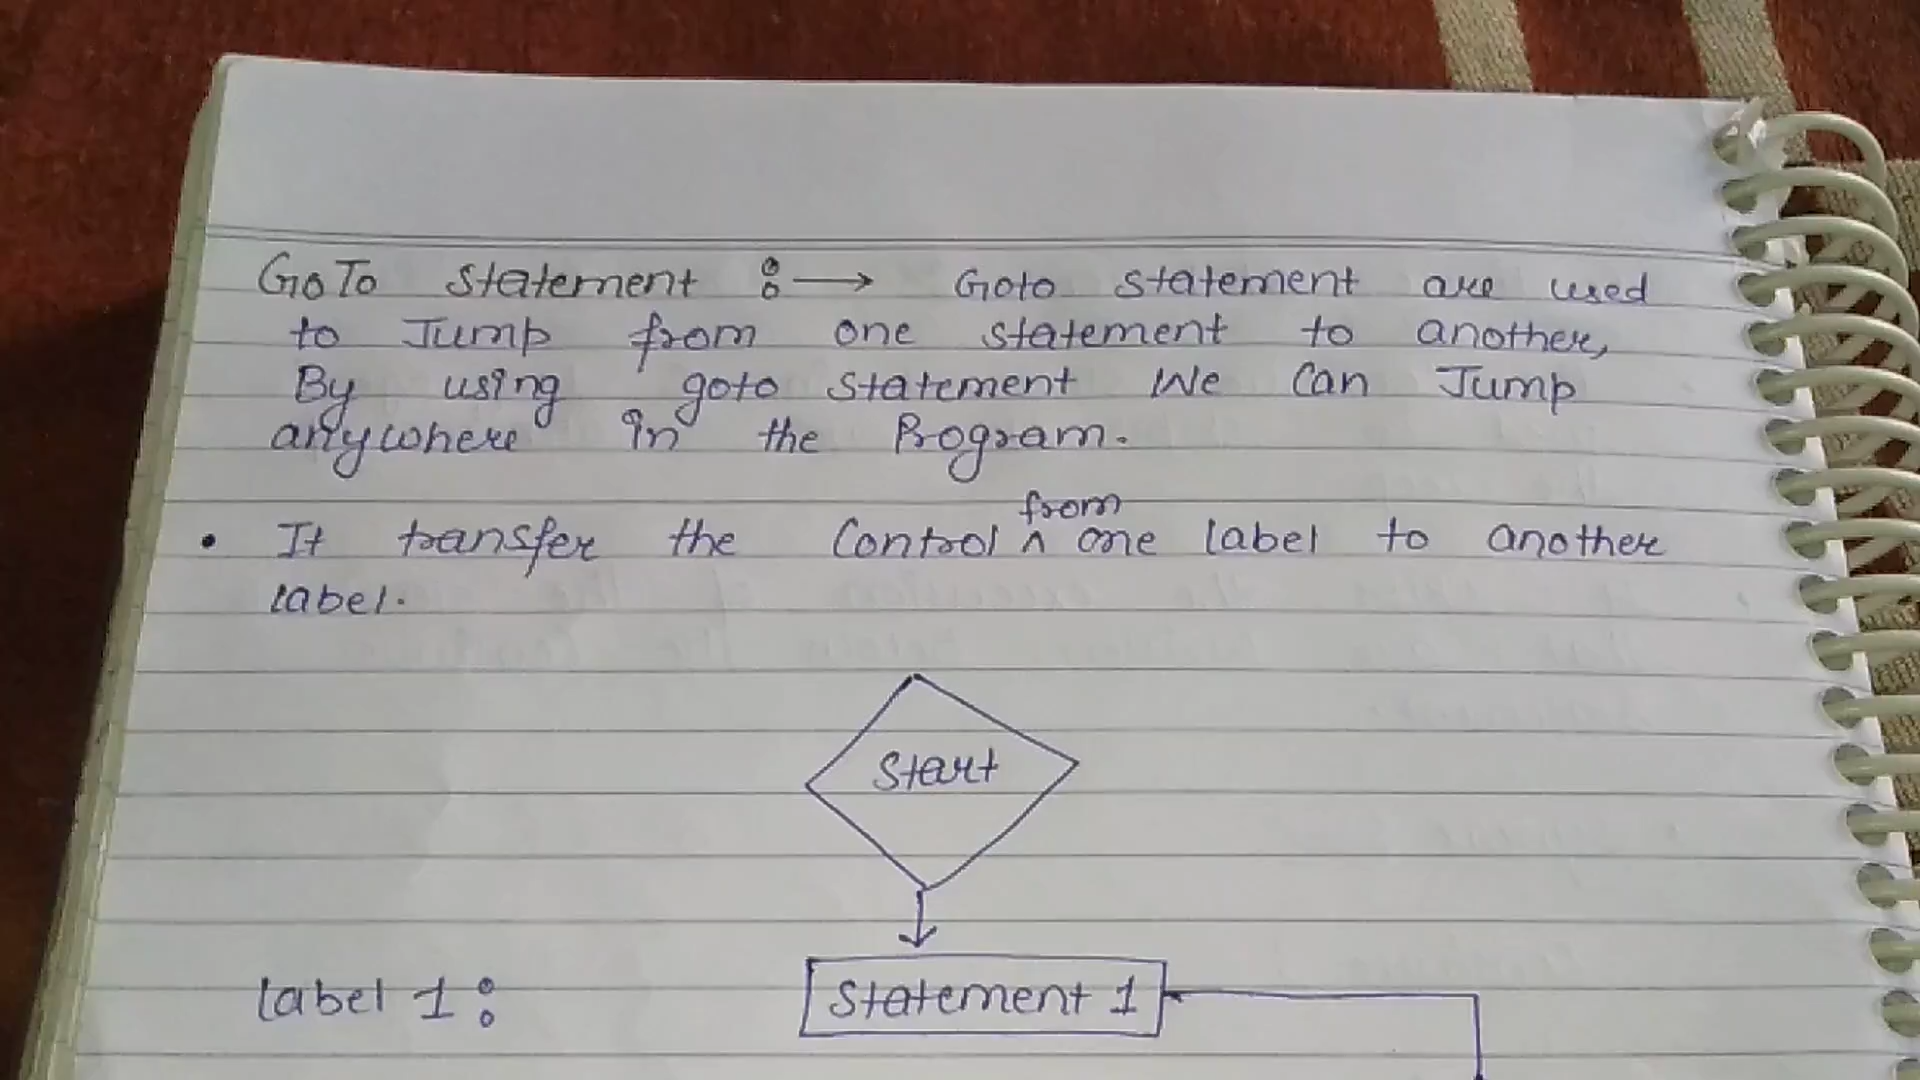 GoTo statement :→ Goto statement are used
to Jump from one statement to another,
By using goto statement We Can Jump
anywhere in the Program.
• It transfer the Control ^ from one label to another
label.
Start
label 1: Statement 1